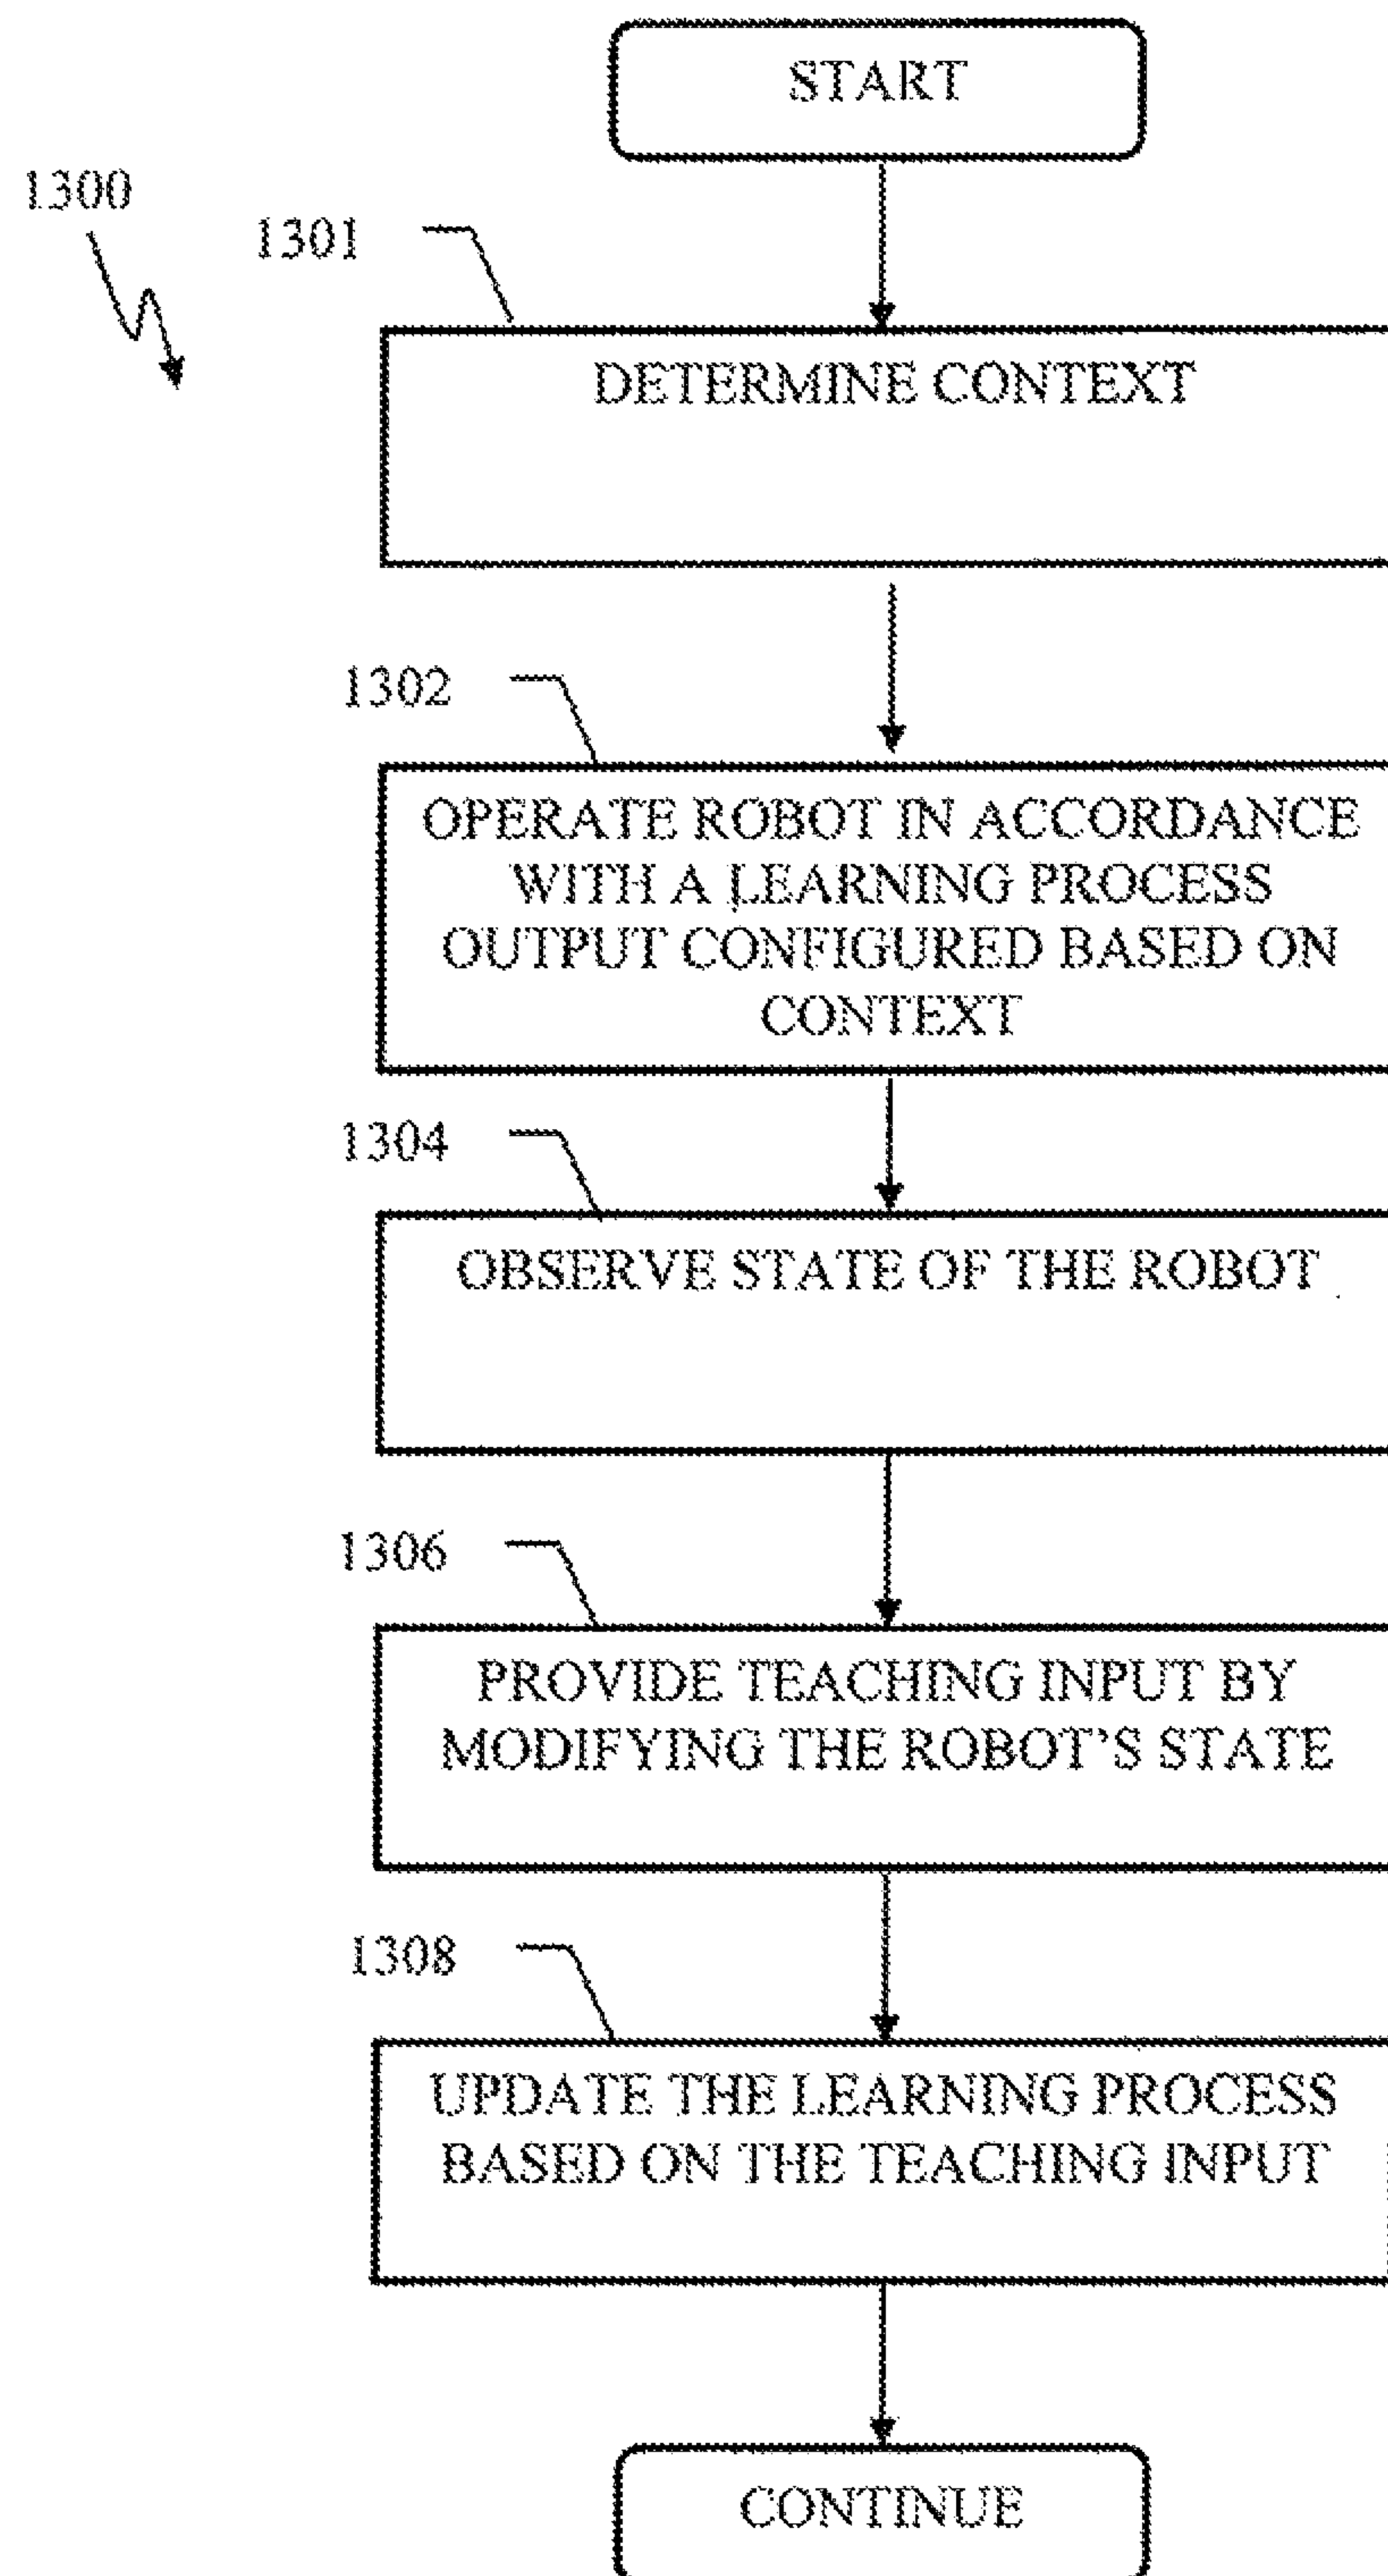 START
1300
1301
DETERMINE CONTEXT
1302
OPERATE ROBOT IN ACCORDANCE
WITH A LEARNING PROCESS
OUTPUT CONFIGURED BASED ON
CONTEXT
1304
OBSERVE STATE OF THE ROBOT
1306
PROVIDE TEACHING INPUT BY
MODIFYING THE ROBOT'S STATE
1308
UPDATE THE LEARNING PROCESS
BASED ON THE TEACHING INPUT
CONTINUE